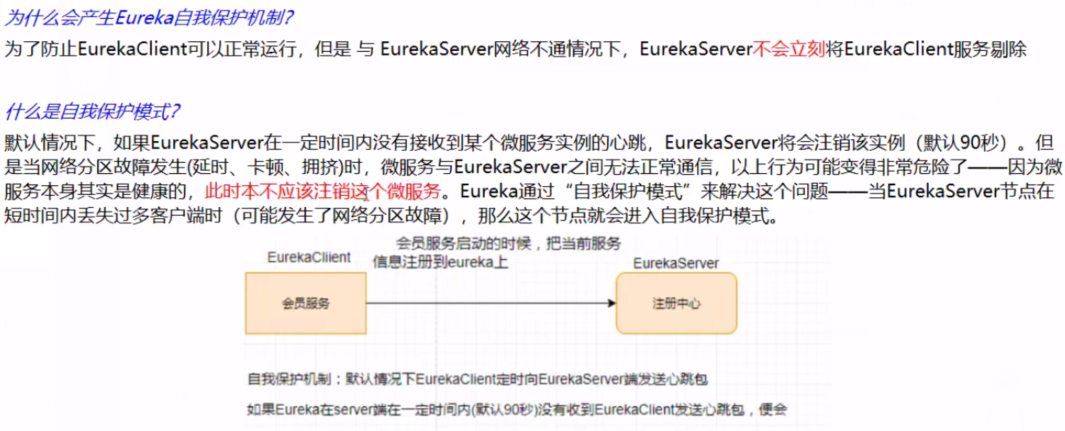 为什么会产生Eureka自我保护机制?
为了防止EurekaClient可以正常运行，但是 与 EurekaServer网络不通情况下，EurekaServer不会立刻将EurekaClient服务剔除
什么是自我保护模式?
默认情况下，如果EurekaServer在一定时间内没有接收到某个微服务实例的心跳，EurekaServer将会注销该实例（默认90秒）。但
是当网络分区故障发生(延时、卡顿、拥挤)时，微服务与EurekaServer之间无法正常通信，以上行为可能变得非常危险了——因为微
服务本身其实是健康的，此时本不应该注销这个微服务。Eureka通过“自我保护模式”来解决这个问题——当EurekaServer节点在
短时间内丢失过多客户端时（可能发生了网络分区故障），那么这个节点就会进入自我保护模式。
会员服务启动的时候，把当前服务
信息注册到eureka上
EurekaCliient
EurekaServer
会员服务
注册中心
自我保护机制：默认情况下EurekaClient定时向EurekaServer端发送心跳包
如果Eureka在server端在一定时间内(默认90秒)没有收到EurekaClient发送心跳包，便会